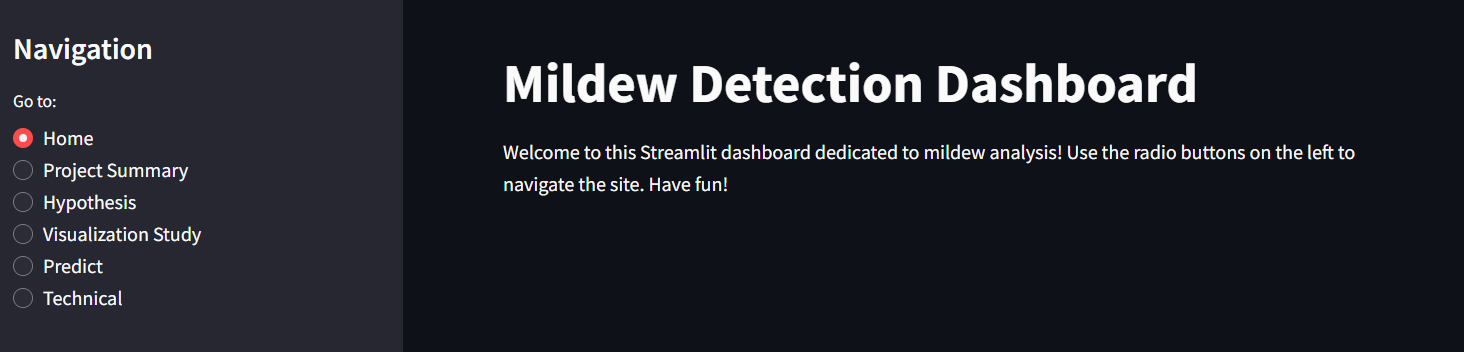 Navigation
Go to:
Home
Project Summary
Hypothesis
Visualization Study
Predict
Technical
Mildew Detection Dashboard
Welcome to this Streamlit dashboard dedicated to mildew analysis! Use the radio buttons on the left to
navigate the site. Have fun!